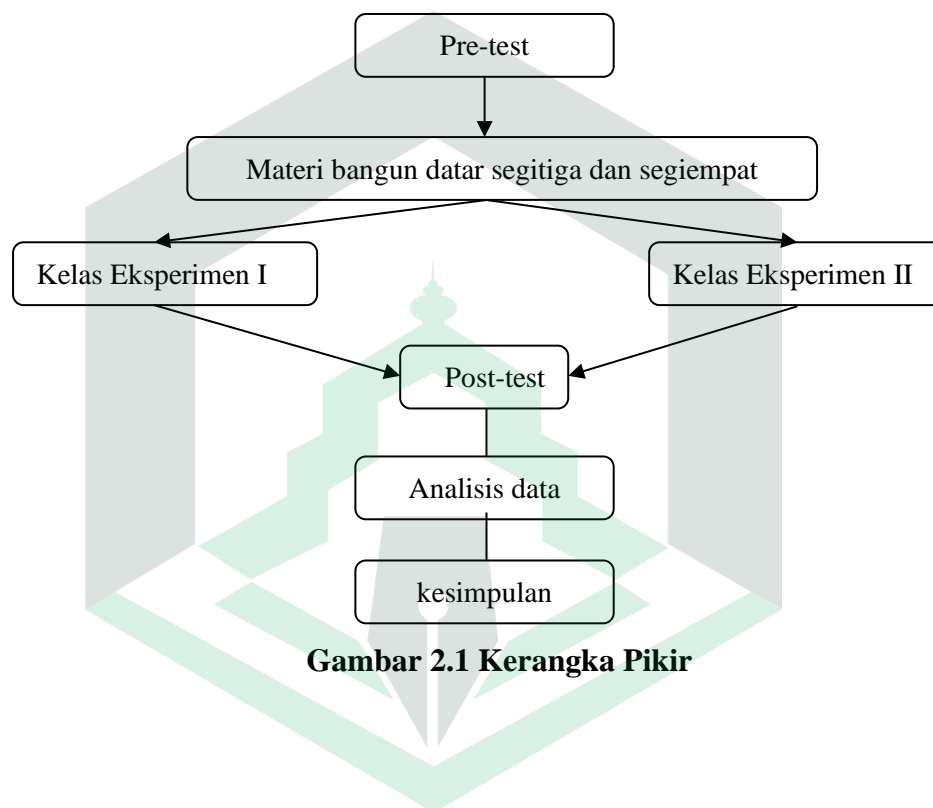 Pre-test
Materi bangun datar segitiga dan segiempat
Kelas Eksperimen I
Kelas Eksperimen II
Post-test
Analisis data
kesimpulan
Gambar 2.1 Kerangka Pikir